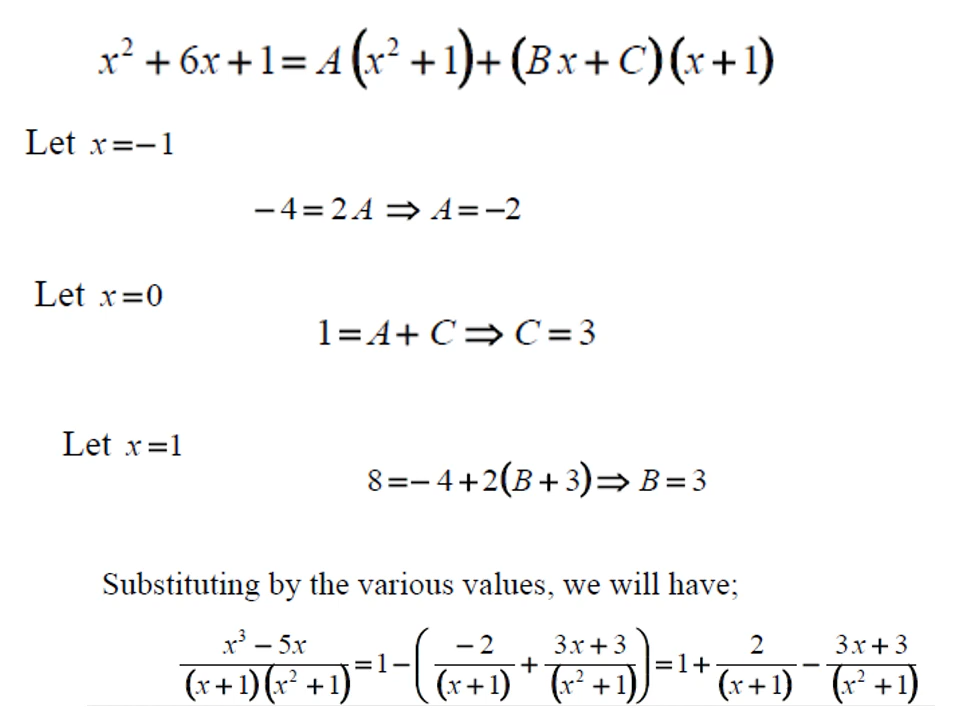 x² + 6x + 1 = A(x² + 1) + (Bx + C)(x + 1)
Let x = −1
−4 = 2A ⇒ A = −2
Let x = 0
1 = A + C ⇒ C = 3
Let x = 1
8 = −4 + 2(B + 3) ⇒ B = 3
Substituting by the various values, we will have;
(x³ − 5x)/((x + 1)(x² + 1)) = 1 − (−2/(x + 1) + (3x + 3)/(x² + 1)) = 1 + 2/(x + 1) − (3x + 3)/(x² + 1)